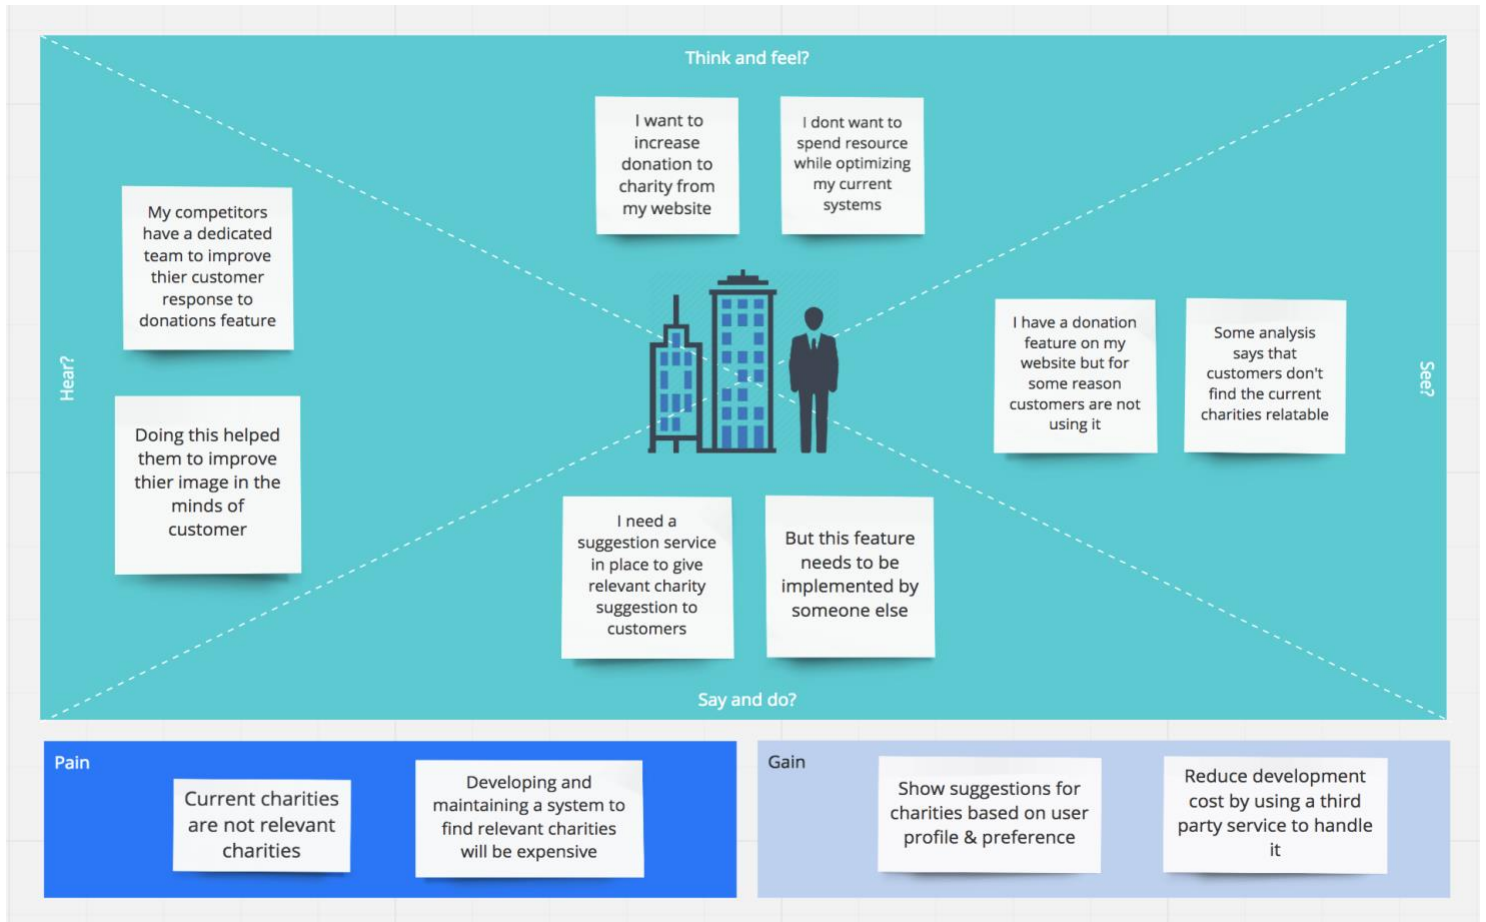 Think and feel?
I want to
increase
donation to
charity from
my website
I dont want to
spend resource
while optimizing
my current
systems
Hear?
My competitors
have a dedicated
team to improve
thier customer
response to
donations feature
Doing this helped
them to improve
thier image in the
minds of
customer
See?
I have a donation
feature on my
website but for
some reason
customers are not
using it
Some analysis
says that
customers don't
find the current
charities relatable
I need a
suggestion service
in place to give
relevant charity
suggestion to
customers
But this feature
needs to be
implemented by
someone else
Say and do?
Pain
Current charities
are not relevant
charities
Developing and
maintaining a system to
find relevant charities
will be expensive
Gain
Show suggestions for
charities based on user
profile & preference
Reduce development
cost by using a third
party service to handle
it